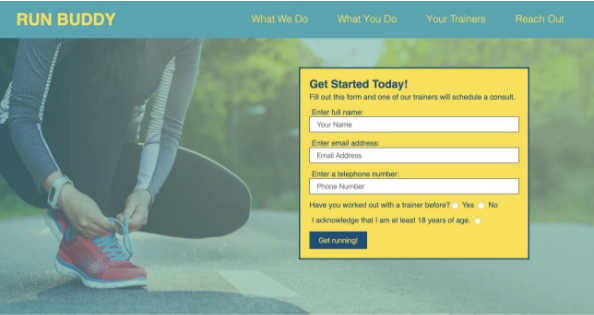 RUN BUDDY
What We Do What You Do Your Trainers Reach Out
Get Started Today!
Fill out this form and one of our trainers will schedule a consult.
Enter full name:
Your Name
Enter email address:
Email Address
Enter a telephone number:
Phone Number
Have you worked out with a trainer before? Yes No
I acknowledge that I am at least 18 years of age.
Get running!